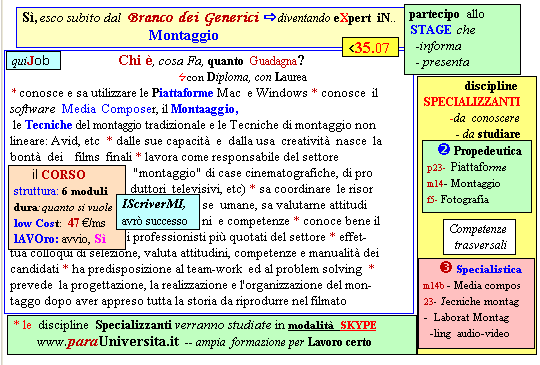 Sì, esco subito dal Branco dei Generici ➩ diventando eXpert iN..
Montaggio
<35.07
partecipo allo
STAGE che
-informa
- presenta
quiJob
Chi è, cosa Fa, quanto Guadagna?
con Diploma, con Laurea
* conosce e sa utilizzare le Piattaforme Mac e Windows * conosce il
software Media Composer, il Montaaggio,
le Tecniche del montaggio tradizionale e le Tecniche di montaggio non
lineare: Avid, etc * dalle sue capacità e dalla usa creatività nasce la
bontà dei films finali * lavora come responsabile del settore
"montaggio" di case cinematografiche, di pro
duttori televisivi, etc) * sa coordinare le risor
se umane, sa valutarne attitudi
ni e competenze * conosce bene il
i professionisti più quotati del settore * effet-
tua colloqui di selezione, valuta attitudini, competenze e manualità dei
candidati * ha predisposizione al team-work ed al problem solving *
prevede la progettazione, la realizzazione e l'organizzazione del mon-
taggio dopo aver appreso tutta la storia da riprodurre nel filmato
il CORSO
struttura: 6 moduli
dura: quanto si vuole
low Cost: 47 €/ms
lAVOro: avvio, Sì
IScriverMI,
avrò successo
discipline
SPECIALIZZANTI
-da conoscere
- da studiare
❷ Propedeutica
p23- Piattaforme
m14- Montaggio
f5- Fotografia
Competenze
trasversali
❸ Specialistica
m14b - Media compos
23- Tecniche montag
- Laborat Montag
-ling audio-video
* le discipline Specializzanti verranno studiate in modalità SKYPE
www.paraUniversita.it -- ampia formazione per Lavoro certo